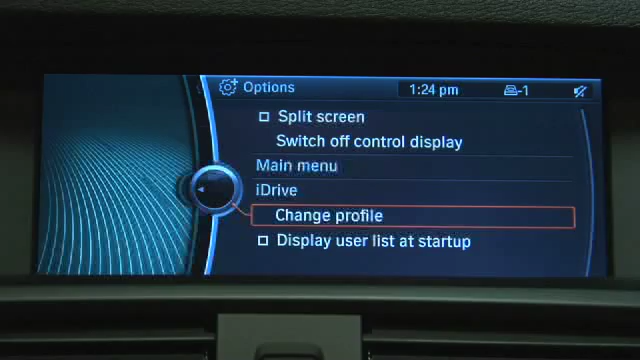 Options
1:24 pm
-1
Split screen
Switch off control display
Main menu
iDrive
Change profile
Display user list at startup